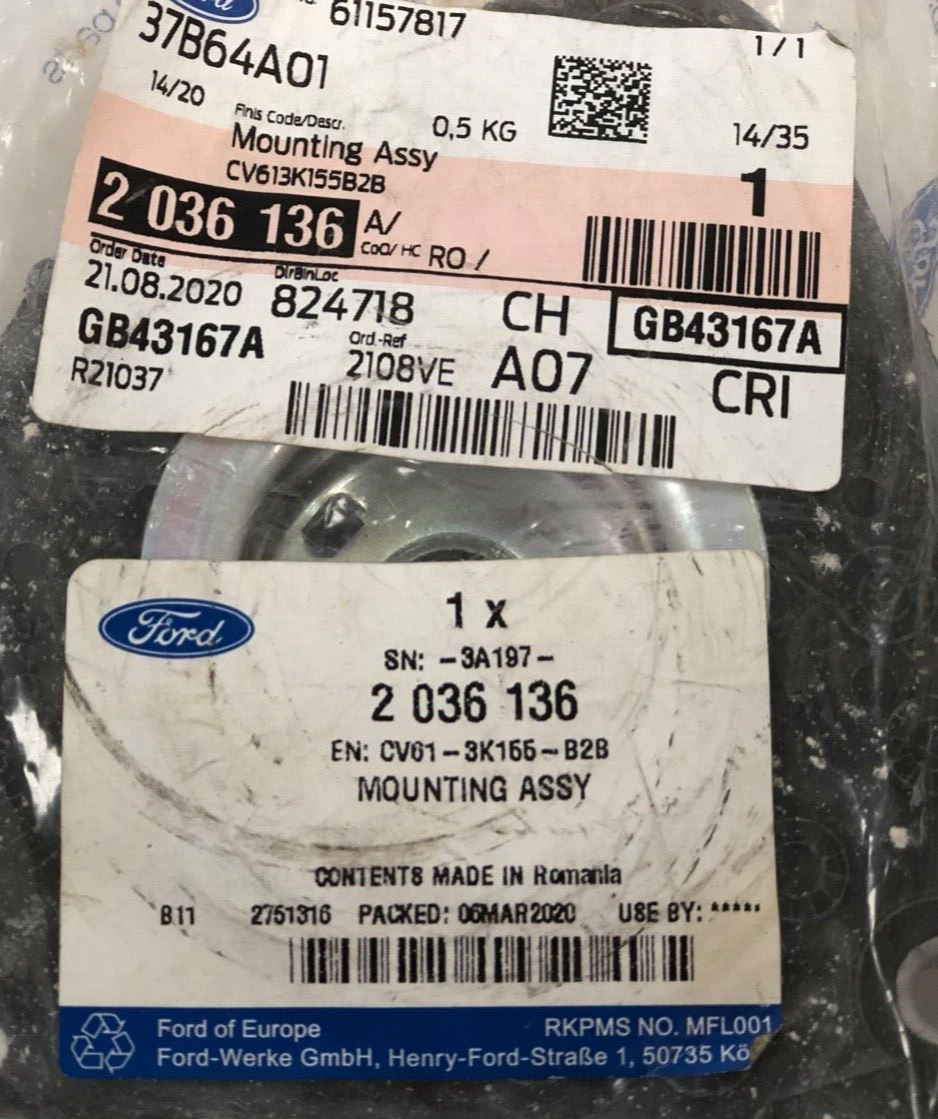 Ford
61157817
1/1
37B64A01
14/20
Finis Code/Descr.
0,5 KG
14/35
Mounting Assy
CV613K155B2B
1
2 036 136 A/
CoO/ HC RO /
Order Date
DirBinLoc
21.08.2020
824718
CH
GB43167A
GB43167A
Ord.-Ref
R21037
2108VE
A07
CRI
Ford
1 x
SN: -3A197-
2 036 136
EN: CV61-3K155-B2B
MOUNTING ASSY
CONTENTS MADE IN Romania
B11 2751316 PACKED: 06MAR2020 USE BY: *****
Ford of Europe
RKPMS NO. MFL001
Ford-Werke GmbH, Henry-Ford-Straße 1, 50735 Kö